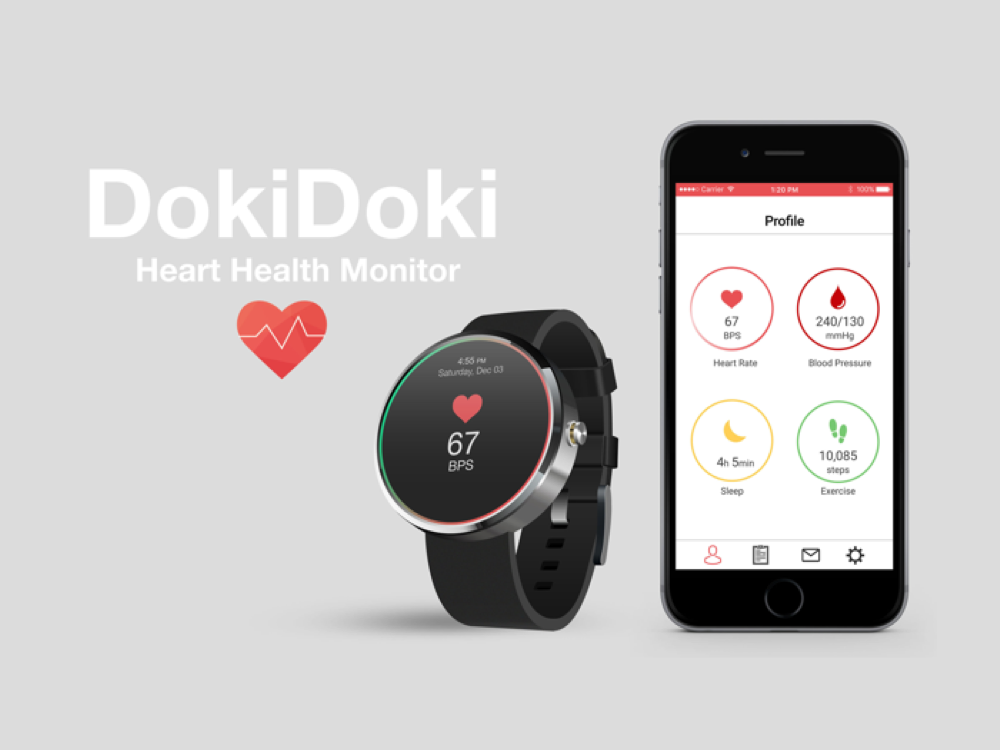 DokiDoki
Heart Health Monitor
4:55 PM
Saturday, Dec 03
67
BPS
Carrier
1:20 PM
100%
Profile
67
BPS
Heart Rate
240/130
mmHg
Blood Pressure
4h 5min
Sleep
10,085
steps
Exercise